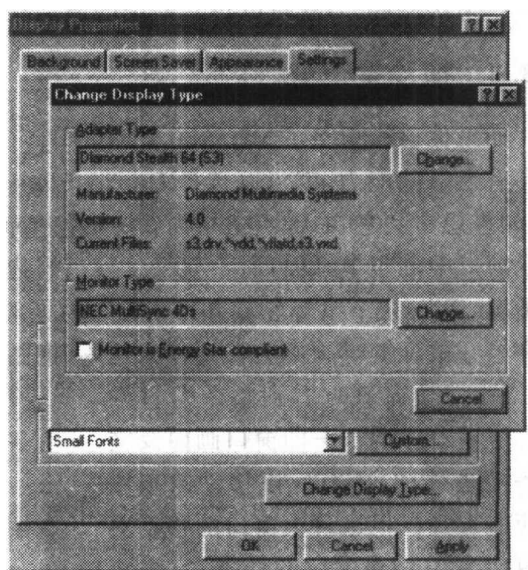 Display Properties
Background Screen Saver Appearance Settings
Change Display Type
Adapter Type
Diamond Stealth 64 (S3)
Change...
Manufacturer: Diamond Multimedia Systems
Version: 4.0
Current Files: s3.drv,*vdd,*vflatd,s3.vxd
Monitor Type
NEC MultiSync 4Ds
Change...
Monitor is Energy Star compliant
Cancel
Small Fonts
Custom...
Change Display Type...
OK Cancel Apply